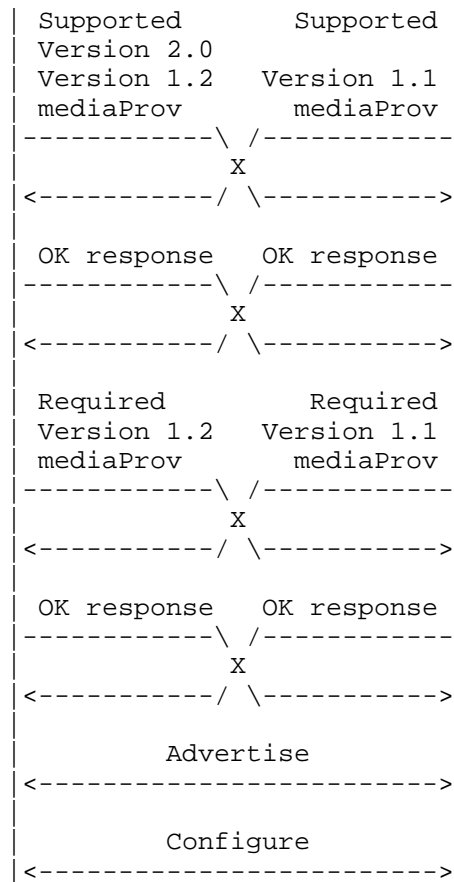 | Supported       Supported
| Version 2.0
| Version 1.2   Version 1.1
| mediaProv       mediaProv
|------------\ /------------
|             X
|<-----------/ \----------->
|
| OK response   OK response
|------------\ /------------
|             X
|<-----------/ \----------->
|
| Required         Required
| Version 1.2   Version 1.1
| mediaProv       mediaProv
|------------\ /------------
|             X
|<-----------/ \----------->
|
| OK response   OK response
|------------\ /------------
|             X
|<-----------/ \----------->
|
|         Advertise
|<------------------------->
|
|         Configure
|<------------------------->